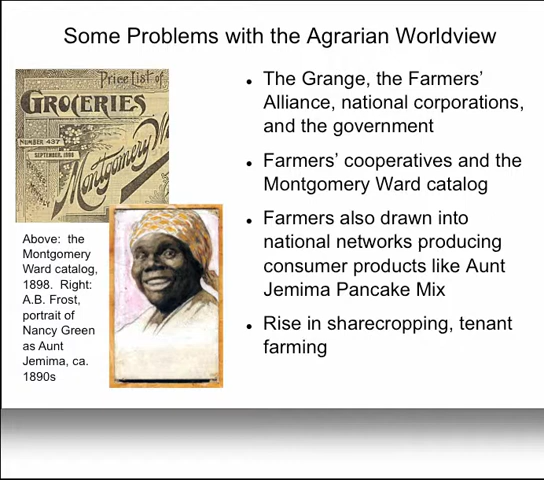 Some Problems with the Agrarian Worldview
Price List of
GROCERIES
NUMBER 437
SEPTEMBER, 1898
Montgomery W
Above: the
Montgomery
Ward catalog,
1898. Right:
A.B. Frost,
portrait of
Nancy Green
as Aunt
Jemima, ca.
1890s
• The Grange, the Farmers'
Alliance, national corporations,
and the government
• Farmers' cooperatives and the
Montgomery Ward catalog
• Farmers also drawn into
national networks producing
consumer products like Aunt
Jemima Pancake Mix
• Rise in sharecropping, tenant
farming